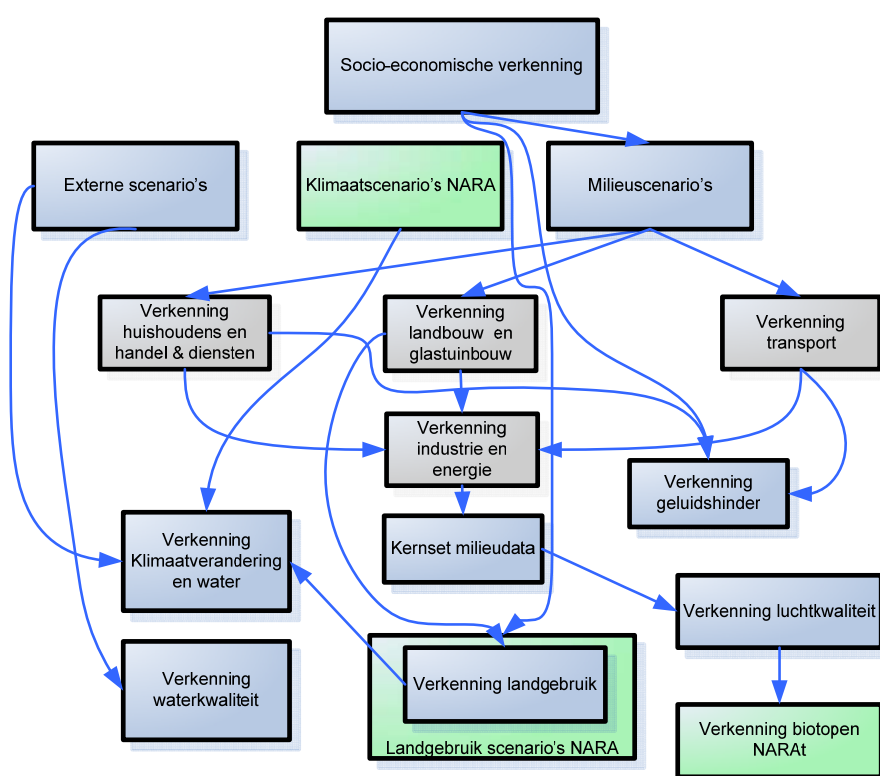 Socio-economische verkenning
Externe scenario's
Klimaatscenario's NARA
Milieuscenario's
Verkenning
huishoudens en
handel & diensten
Verkenning
landbouw en
glastuinbouw
Verkenning
transport
Verkenning
industrie en
energie
Verkenning
geluidshinder
Verkenning
Klimaatverandering
en water
Kernset milieudata
Verkenning luchtkwaliteit
Verkenning
waterkwaliteit
Verkenning landgebruik
Landgebruik scenario's NARA
Verkenning biotopen
NARAt